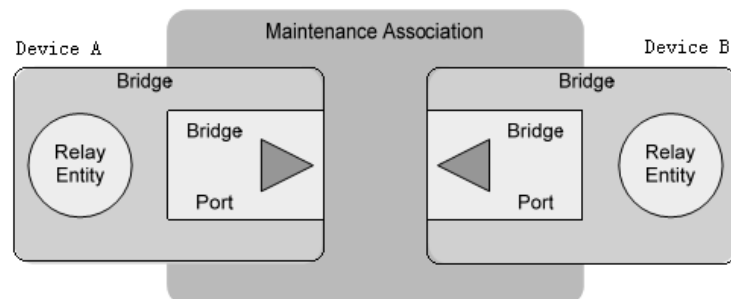 Maintenance Association
Device A
Device B
Bridge
Bridge
Relay
Entity
Bridge
Port
Bridge
Port
Relay
Entity